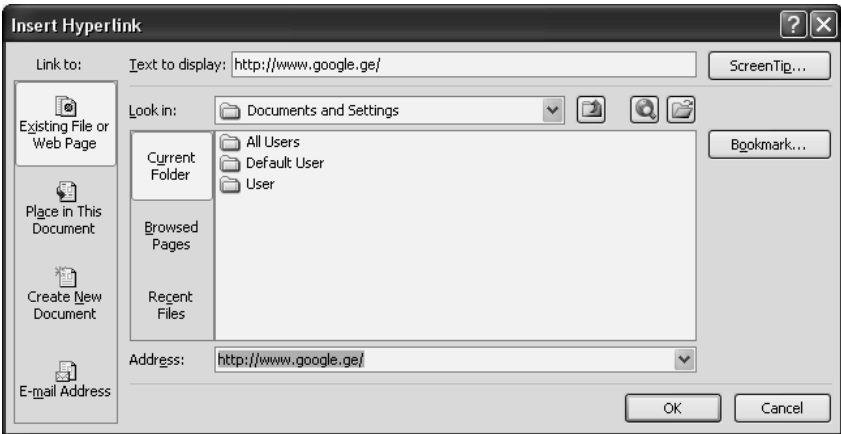 Insert Hyperlink
Link to:
Text to display: http://www.google.ge/
ScreenTip...
Existing File or
Web Page
Place in This
Document
Create New
Document
E-mail Address
Look in: Documents and Settings
Current
Folder
Browsed
Pages
Recent
Files
All Users
Default User
User
Bookmark...
Address: http://www.google.ge/
OK
Cancel